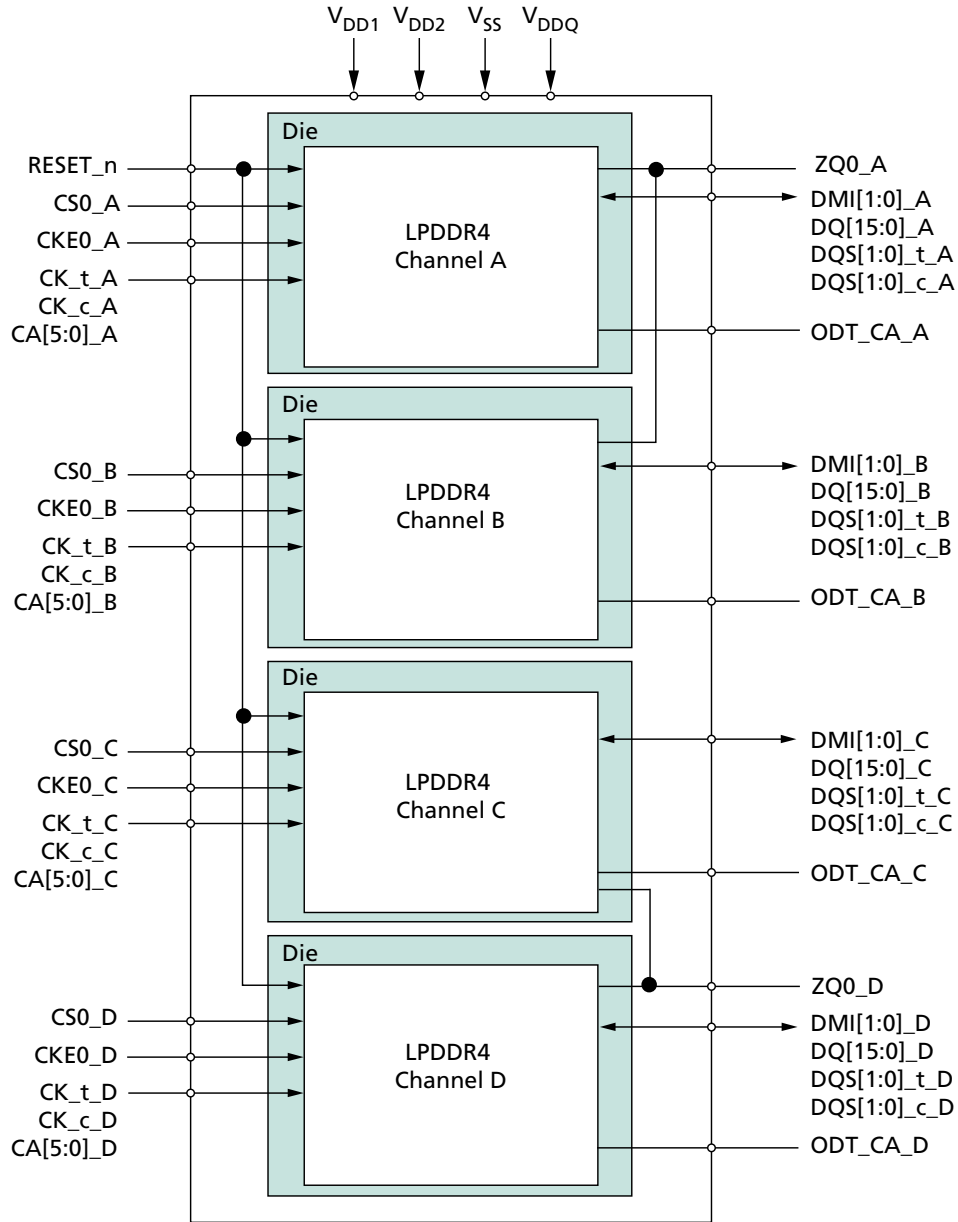 VDD1 VDD2 VSS VDDQ
Die
RESET_n
CS0_A
CKE0_A
CK_t_A
CK_c_A
CA[5:0]_A
LPDDR4
Channel A
ZQ0_A
DMI[1:0]_A
DQ[15:0]_A
DQS[1:0]_t_A
DQS[1:0]_c_A
ODT_CA_A
Die
CS0_B
CKE0_B
CK_t_B
CK_c_B
CA[5:0]_B
LPDDR4
Channel B
DMI[1:0]_B
DQ[15:0]_B
DQS[1:0]_t_B
DQS[1:0]_c_B
ODT_CA_B
Die
CS0_C
CKE0_C
CK_t_C
CK_c_C
CA[5:0]_C
LPDDR4
Channel C
DMI[1:0]_C
DQ[15:0]_C
DQS[1:0]_t_C
DQS[1:0]_c_C
ODT_CA_C
Die
CS0_D
CKE0_D
CK_t_D
CK_c_D
CA[5:0]_D
LPDDR4
Channel D
ZQ0_D
DMI[1:0]_D
DQ[15:0]_D
DQS[1:0]_t_D
DQS[1:0]_c_D
ODT_CA_D